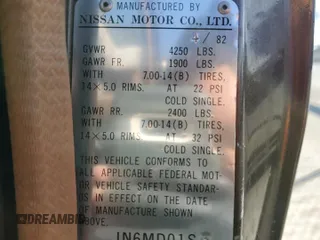 MANUFACTURED BY
NISSAN MOTOR CO., LTD.
4/ 82
GVWR 4250 LBS.
GAWR FR. 1900 LBS.
WITH 7.00-14(B) TIRES,
14×5.0 RIMS. AT 22 PSI
COLD SINGLE.
GAWR RR. 2400 LBS.
WITH 7.00-14(B) TIRES,
14×5.0 RIMS. AT 32 PSI
COLD SINGLE.
THIS VEHICLE CONFORMS TO
ALL APPLICABLE FEDERAL MOT-
OR VEHICLE SAFETY STANDAR-
DS IN EFFECT ON THE DATE
OF MANUFACTURE SHOWN
ABOVE.
JN6MD01S
DREAMBID